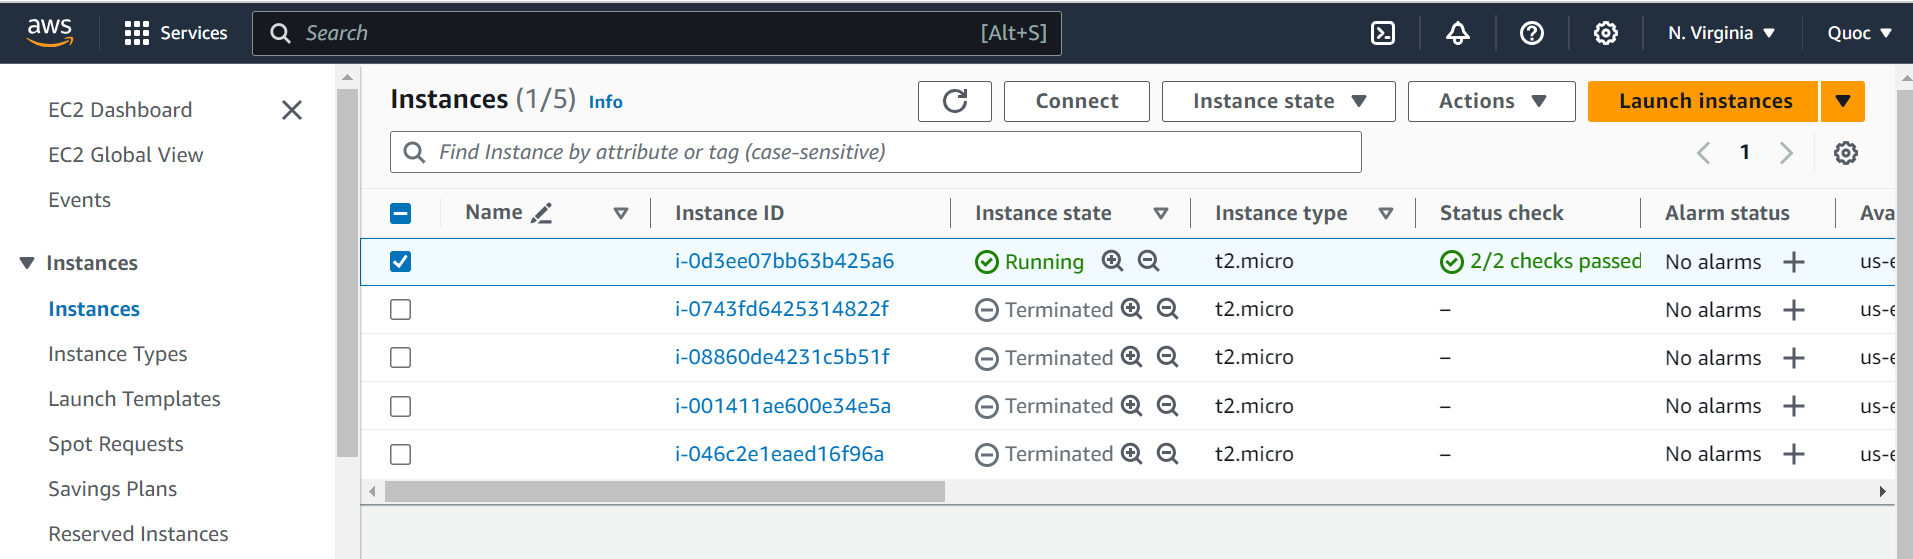 aws Services Search [Alt+S] N. Virginia Quoc
EC2 Dashboard
EC2 Global View
Events
Instances
Instances
Instance Types
Launch Templates
Spot Requests
Savings Plans
Reserved Instances
Instances (1/5) Info Connect Instance state Actions Launch instances
Find Instance by attribute or tag (case-sensitive) 1
Name Instance ID Instance state Instance type Status check Alarm status Ava
i-0d3ee07bb63b425a6 Running t2.micro 2/2 checks passed No alarms + us-e
i-0743fd6425314822f Terminated t2.micro – No alarms + us-e
i-08860de4231c5b51f Terminated t2.micro – No alarms + us-e
i-001411ae600e34e5a Terminated t2.micro – No alarms + us-e
i-046c2e1eaed16f96a Terminated t2.micro – No alarms + us-e